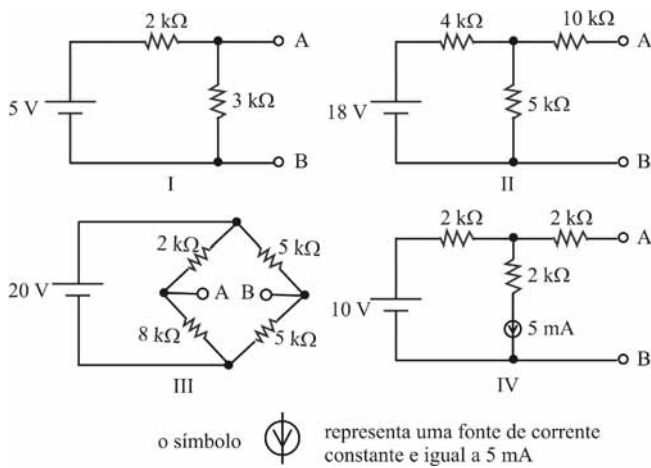 2 kΩ
A
5 V
3 kΩ
B
I
4 kΩ
10 kΩ
A
18 V
5 kΩ
B
II
2 kΩ
5 kΩ
20 V
A B
8 kΩ
5 kΩ
III
2 kΩ
2 kΩ
A
2 kΩ
10 V
5 mA
B
IV
o símbolo
representa uma fonte de corrente
constante e igual a 5 mA